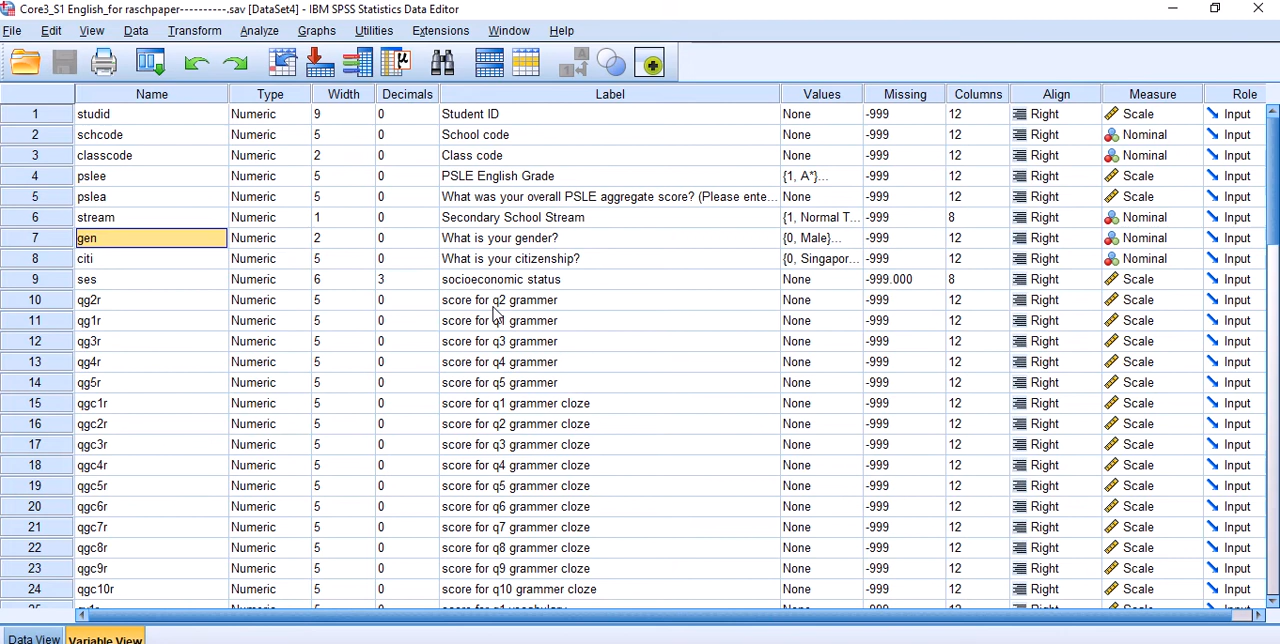 Core3_S1 English_for raschpaper----------.sav [DataSet4] - IBM SPSS Statistics Data Editor
File Edit View Data Transform Analyze Graphs Utilities Extensions Window Help
Name Type Width Decimals Label Values Missing Columns Align Measure Role
1 studid Numeric 9 0 Student ID None -999 12 Right Scale Input
2 schcode Numeric 5 0 School code None -999 12 Right Nominal Input
3 classcode Numeric 2 0 Class code None -999 12 Right Nominal Input
4 pslee Numeric 5 0 PSLE English Grade {1, A*}... -999 12 Right Scale Input
5 pslea Numeric 5 0 What was your overall PSLE aggregate score? (Please ente... None -999 12 Right Scale Input
6 stream Numeric 1 0 Secondary School Stream {1, Normal T... -999 8 Right Nominal Input
7 gen Numeric 2 0 What is your gender? {0, Male}... -999 12 Right Nominal Input
8 citi Numeric 5 0 What is your citizenship? {0, Singapor... -999 12 Right Nominal Input
9 ses Numeric 6 3 socioeconomic status None -999.000 8 Right Scale Input
10 qg2r Numeric 5 0 score for q2 grammer None -999 12 Right Scale Input
11 qg1r Numeric 5 0 score for q1 grammer None -999 12 Right Scale Input
12 qg3r Numeric 5 0 score for q3 grammer None -999 12 Right Scale Input
13 qg4r Numeric 5 0 score for q4 grammer None -999 12 Right Scale Input
14 qg5r Numeric 5 0 score for q5 grammer None -999 12 Right Scale Input
15 qgc1r Numeric 5 0 score for q1 grammer cloze None -999 12 Right Scale Input
16 qgc2r Numeric 5 0 score for q2 grammer cloze None -999 12 Right Scale Input
17 qgc3r Numeric 5 0 score for q3 grammer cloze None -999 12 Right Scale Input
18 qgc4r Numeric 5 0 score for q4 grammer cloze None -999 12 Right Scale Input
19 qgc5r Numeric 5 0 score for q5 grammer cloze None -999 12 Right Scale Input
20 qgc6r Numeric 5 0 score for q6 grammer cloze None -999 12 Right Scale Input
21 qgc7r Numeric 5 0 score for q7 grammer cloze None -999 12 Right Scale Input
22 qgc8r Numeric 5 0 score for q8 grammer cloze None -999 12 Right Scale Input
23 qgc9r Numeric 5 0 score for q9 grammer cloze None -999 12 Right Scale Input
24 qgc10r Numeric 5 0 score for q10 grammer cloze None -999 12 Right Scale Input
Data View Variable View